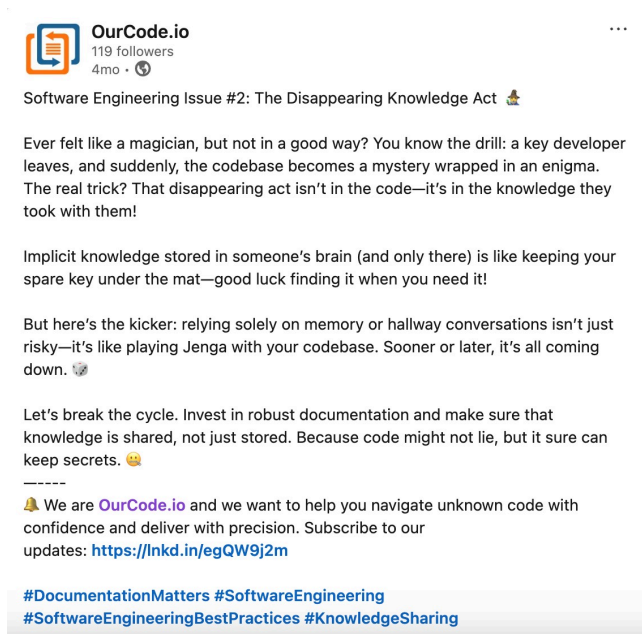 OurCode.io
119 followers
4mo •
Software Engineering Issue #2: The Disappearing Knowledge Act 🧙‍♂️
Ever felt like a magician, but not in a good way? You know the drill: a key developer
leaves, and suddenly, the codebase becomes a mystery wrapped in an enigma.
The real trick? That disappearing act isn’t in the code—it’s in the knowledge they
took with them!
Implicit knowledge stored in someone’s brain (and only there) is like keeping your
spare key under the mat—good luck finding it when you need it!
But here’s the kicker: relying solely on memory or hallway conversations isn’t just
risky—it’s like playing Jenga with your codebase. Sooner or later, it’s all coming
down. 🎲
Let’s break the cycle. Invest in robust documentation and make sure that
knowledge is shared, not just stored. Because code might not lie, but it sure can
keep secrets. 🤐
—----
🔔 We are OurCode.io and we want to help you navigate unknown code with
confidence and deliver with precision. Subscribe to our
updates: https://lnkd.in/egQW9j2m
#DocumentationMatters #SoftwareEngineering
#SoftwareEngineeringBestPractices #KnowledgeSharing